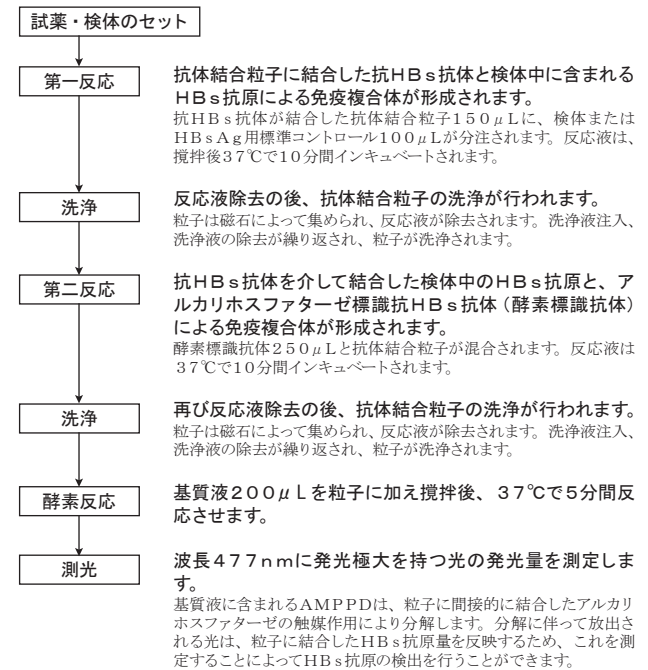 試薬・検体のセット
第一反応
抗体結合粒子に結合した抗HBs抗体と検体中に含まれる
HBs抗原による免疫複合体が形成されます。
抗HBs抗体が結合した抗体結合粒子150μLに、検体または
HBsAg用標準コントロール100μLが分注されます。反応液は、
攪拌後37℃で10分間インキュベートされます。
洗浄
反応液除去の後、抗体結合粒子の洗浄が行われます。
粒子は磁石によって集められ、反応液が除去されます。洗浄液注入、
洗浄液の除去が繰り返され、粒子が洗浄されます。
第二反応
抗HBs抗体を介して結合した検体中のHBs抗原と、ア
ルカリホスファターゼ標識抗HBs抗体（酵素標識抗体）
による免疫複合体が形成されます。
酵素標識抗体250μLと抗体結合粒子が混合されます。反応液は
37℃で10分間インキュベートされます。
洗浄
再び反応液除去の後、抗体結合粒子の洗浄が行われます。
粒子は磁石によって集められ、反応液が除去されます。洗浄液注入、
洗浄液の除去が繰り返され、粒子が洗浄されます。
酵素反応
基質液200μLを粒子に加え攪拌後、37℃で5分間反
応させます。
測光
波長477nmに発光極大を持つ光の発光量を測定しま
す。
基質液に含まれるAMPPDは、粒子に間接的に結合したアルカリ
ホスファターゼの触媒作用により分解します。分解に伴って放出さ
れる光は、粒子に結合したHBs抗原量を反映するため、これを測
定することによってHBs抗原の検出を行うことができます。